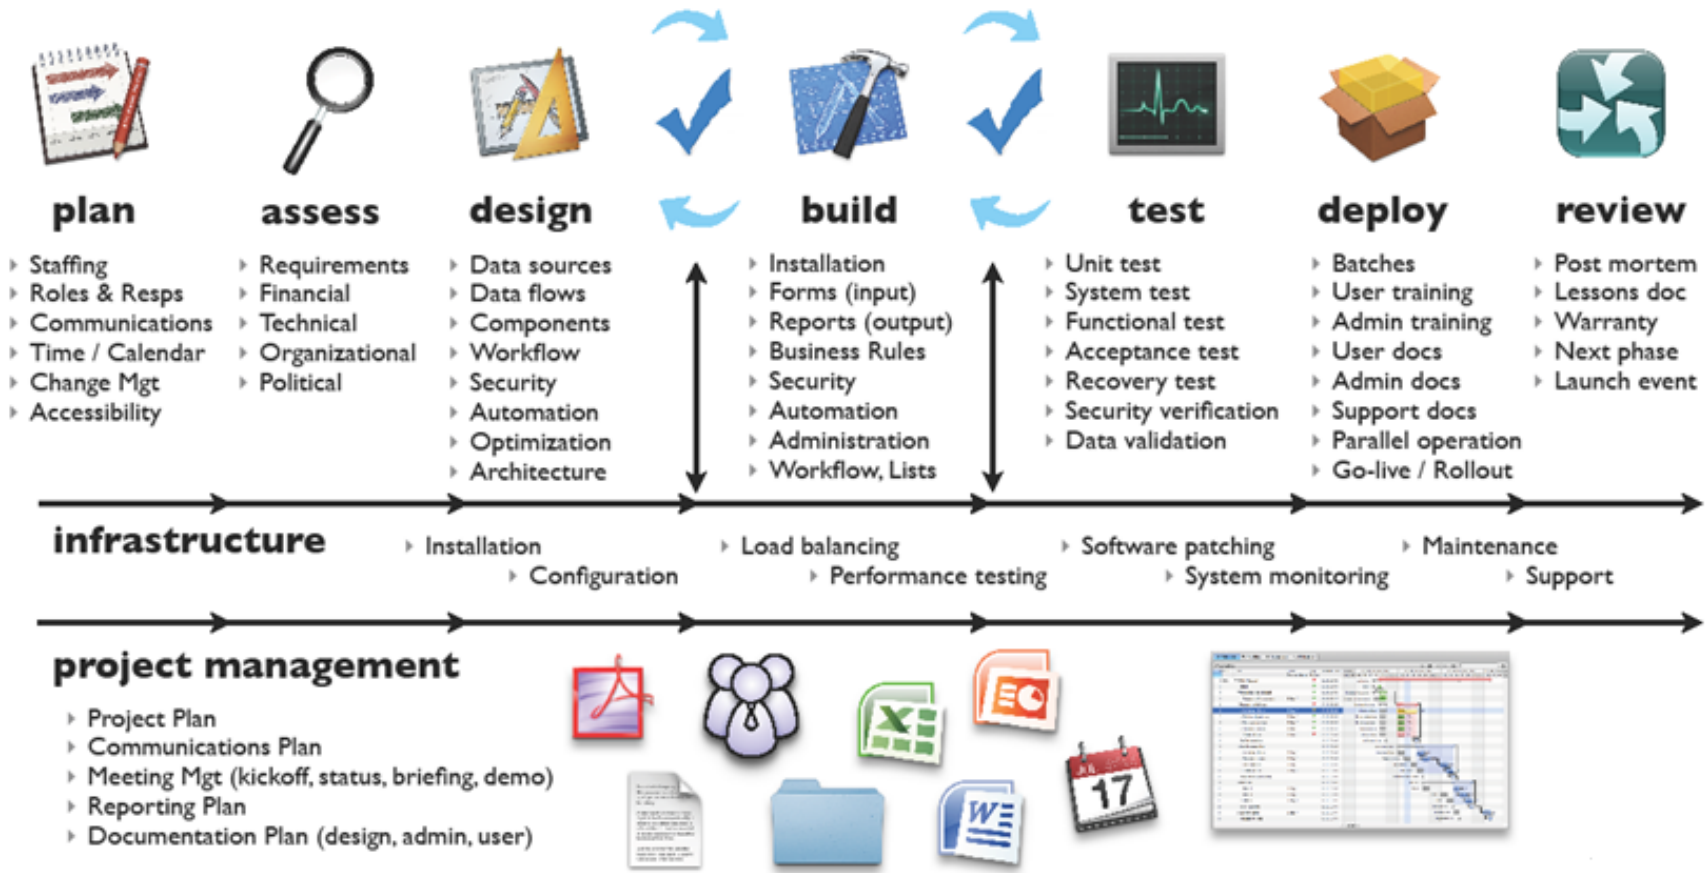 plan
Staffing
Roles & Resps
Communications
Time / Calendar
Change Mgt
Accessibility
assess
Requirements
Financial
Technical
Organizational
Political
design
Data sources
Data flows
Components
Workflow
Security
Automation
Optimization
Architecture
build
Installation
Forms (input)
Reports (output)
Business Rules
Security
Automation
Administration
Workflow, Lists
test
Unit test
System test
Functional test
Acceptance test
Recovery test
Security verification
Data validation
deploy
Batches
User training
Admin training
User docs
Admin docs
Support docs
Parallel operation
Go-live / Rollout
review
Post mortem
Lessons doc
Warranty
Next phase
Launch event
infrastructure
Installation
Configuration
Load balancing
Performance testing
Software patching
System monitoring
Maintenance
Support
project management
Project Plan
Communications Plan
Meeting Mgt (kickoff, status, briefing, demo)
Reporting Plan
Documentation Plan (design, admin, user)
X
W
JUL
17